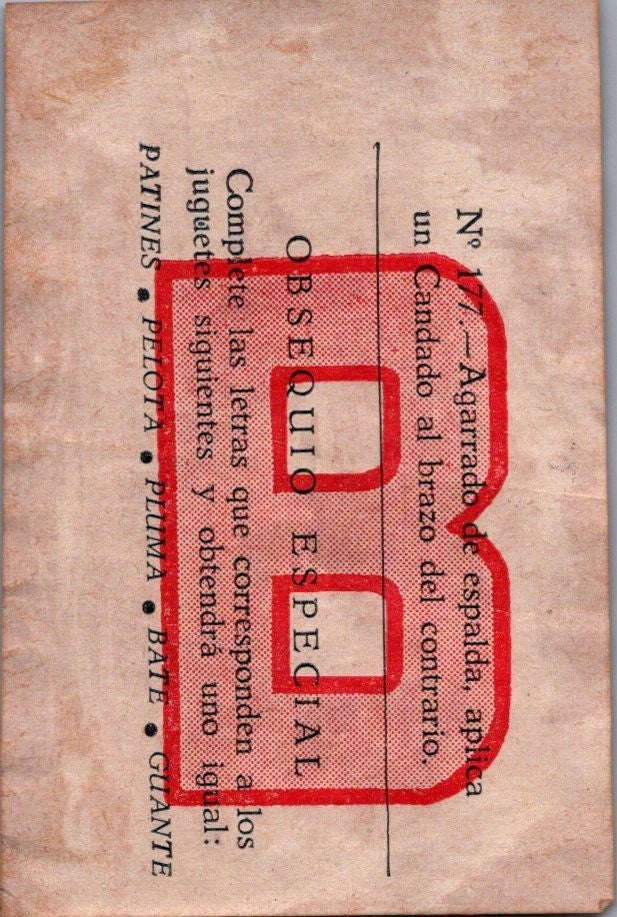 Nº 177.—Agarrado de espalda, aplica
un Candado al brazo del contrario.
OBSEQUIO ESPECIAL
Complete las letras que corresponden a los
juguetes siguientes y obtendrá uno igual:
PATINES • PELOTA • PLUMA • BATE • GUANTE
B